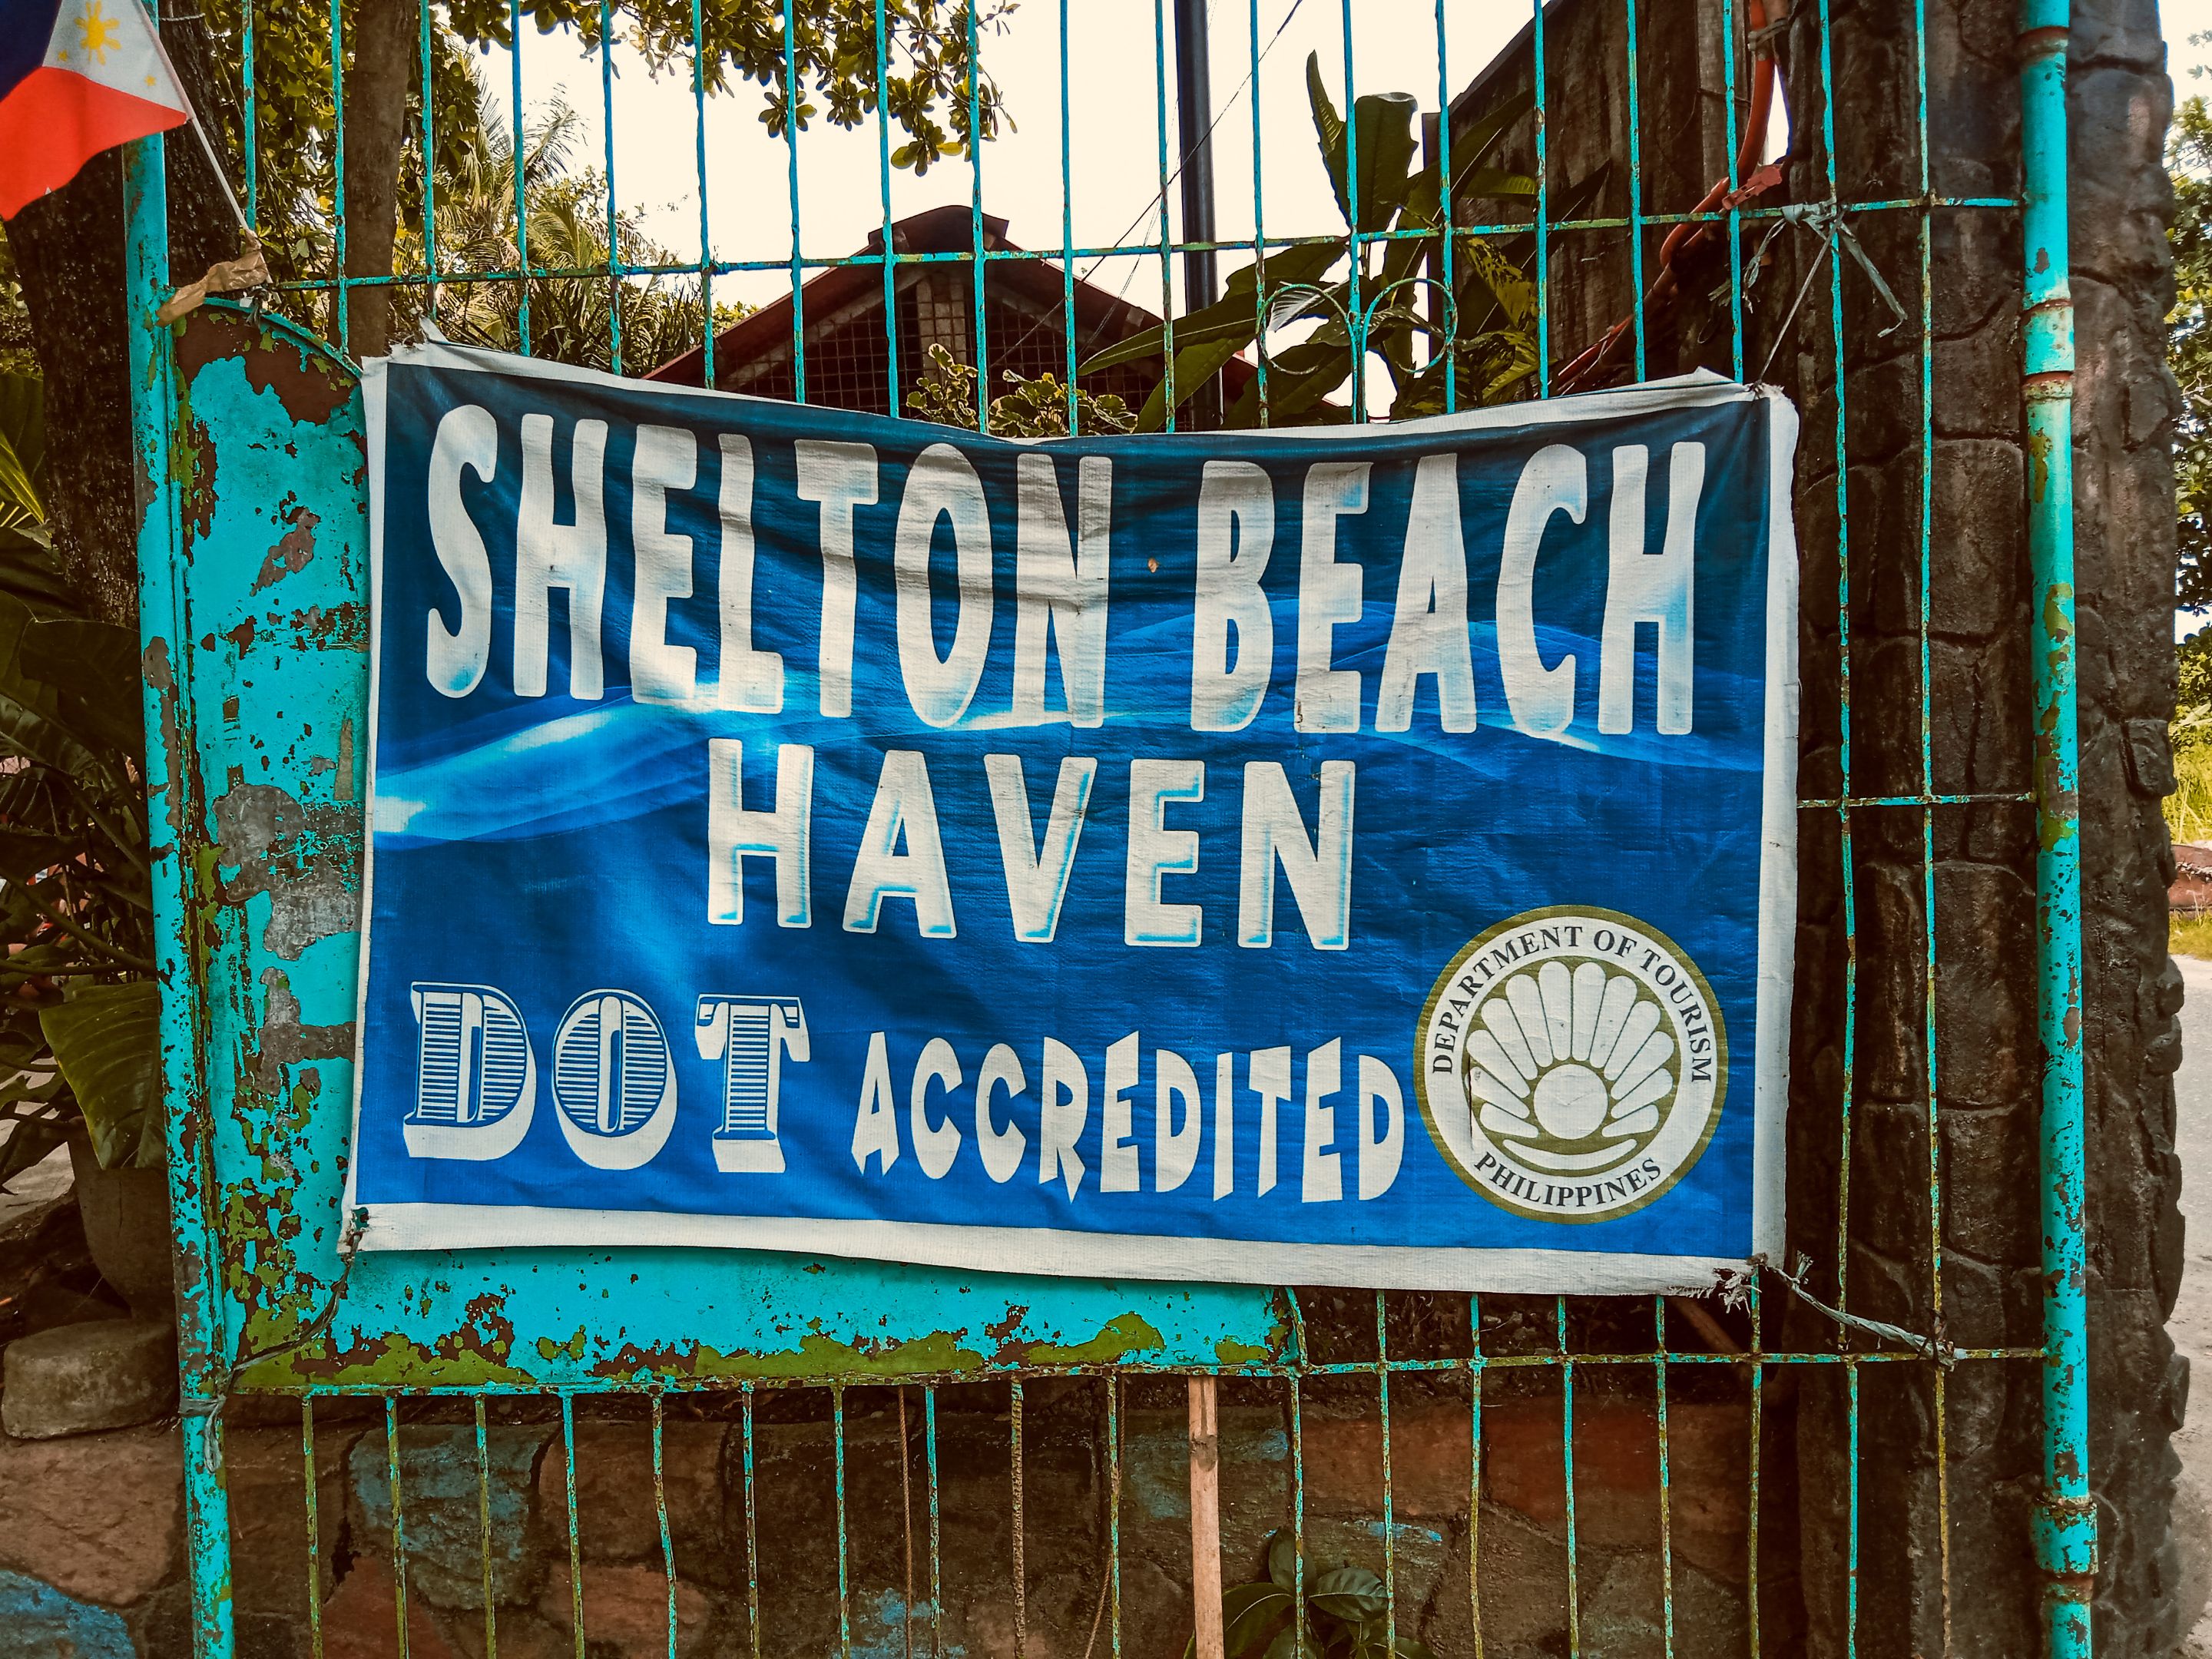 SHELTON BEACH
HAVEN
DOT ACCREDITED
DEPARTMENT OF TOURISM
PHILIPPINES